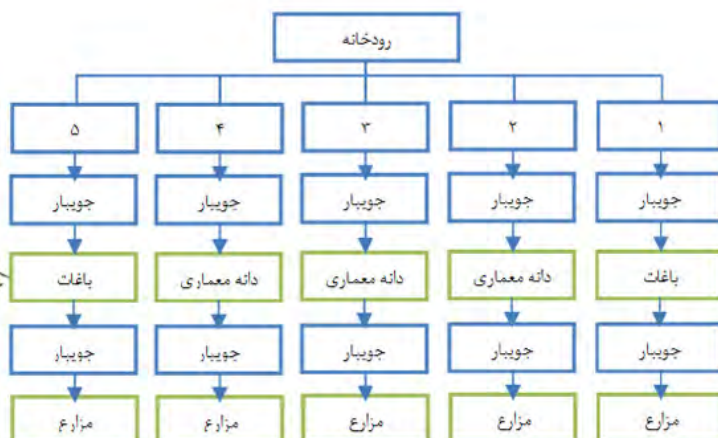 رودخانه
۱ ۲ ۳ ۴ ۵
جویبار جویبار جویبار جویبار جویبار
باغات دانه معماری دانه معماری دانه معماری باغات
جویبار جویبار جویبار جویبار جویبار
مزارع مزارع مزارع مزارع مزارع